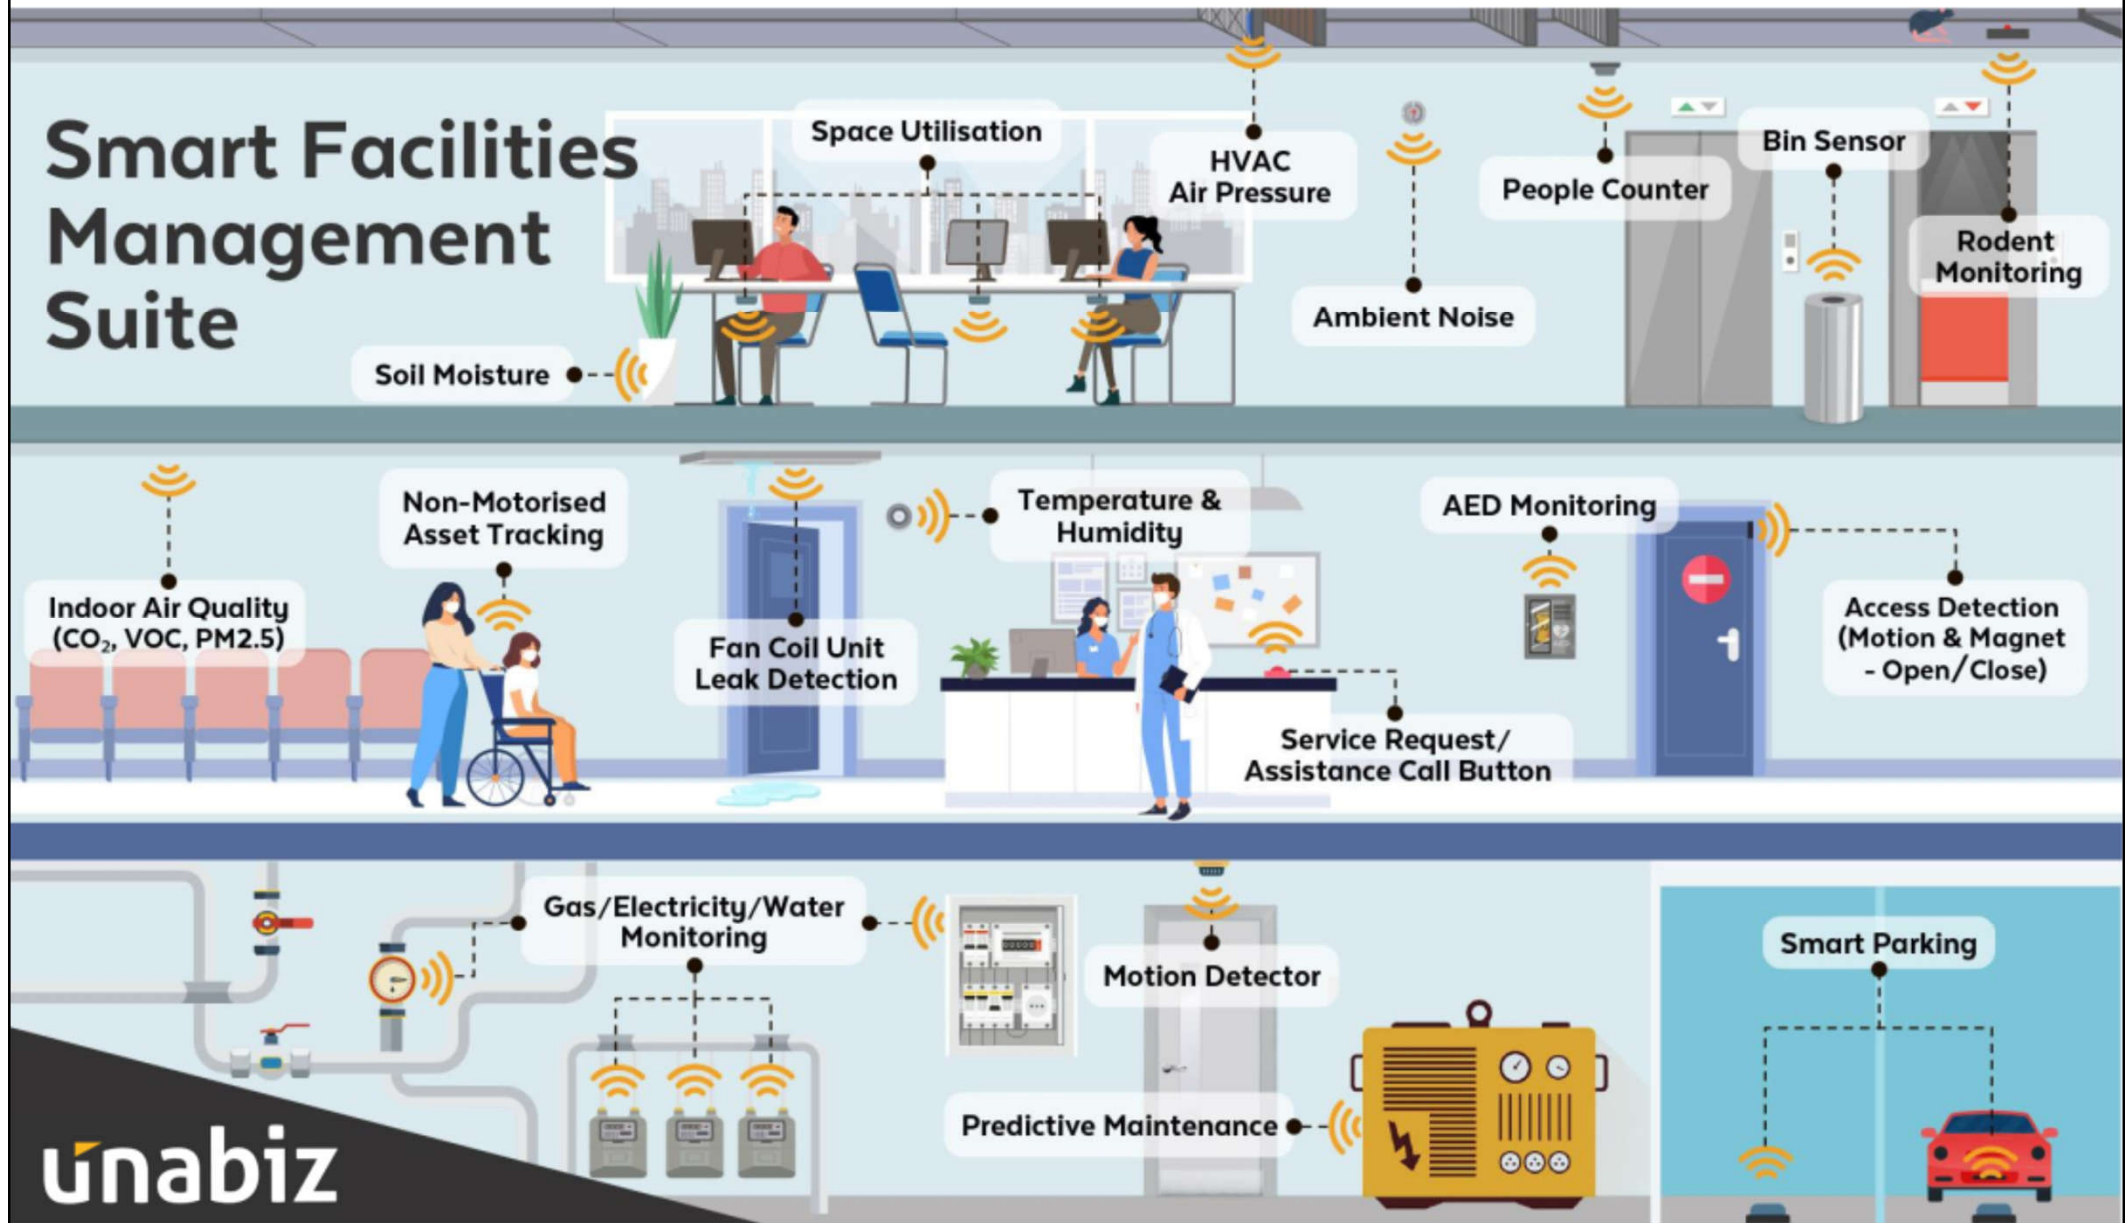 Smart Facilities
Management
Suite
Space Utilisation
HVAC
Air Pressure
People Counter
Bin Sensor
Rodent
Monitoring
Ambient Noise
Soil Moisture
Non-Motorised
Asset Tracking
Temperature &
Humidity
AED Monitoring
Indoor Air Quality
(CO₂, VOC, PM2.5)
Fan Coil Unit
Leak Detection
Access Detection
(Motion & Magnet
- Open/Close)
Service Request/
Assistance Call Button
Gas/Electricity/Water
Monitoring
Motion Detector
Smart Parking
Predictive Maintenance
unabiz